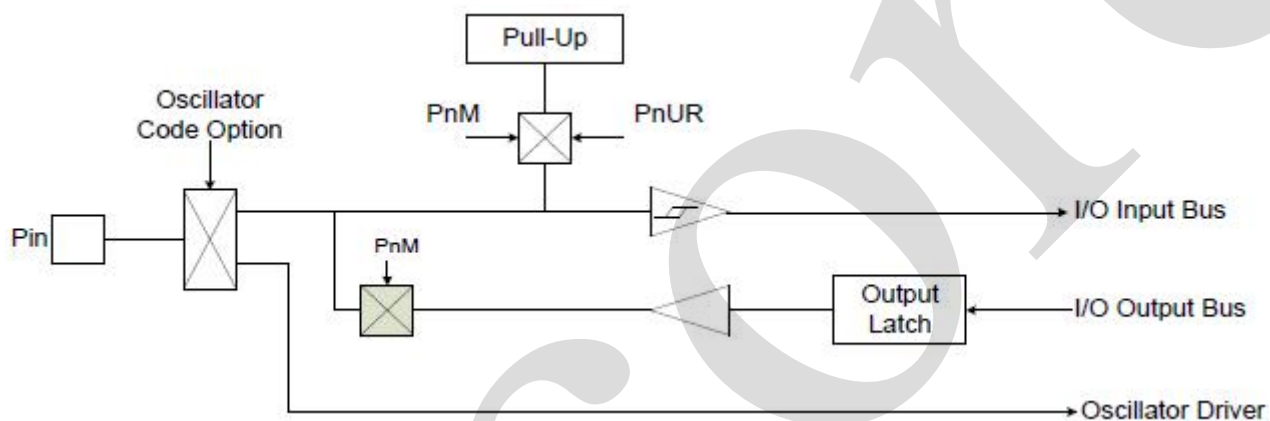 Pull-Up
Oscillator
Code Option
PnM
PnUR
Pin
I/O Input Bus
PnM
Output
Latch
I/O Output Bus
Oscillator Driver